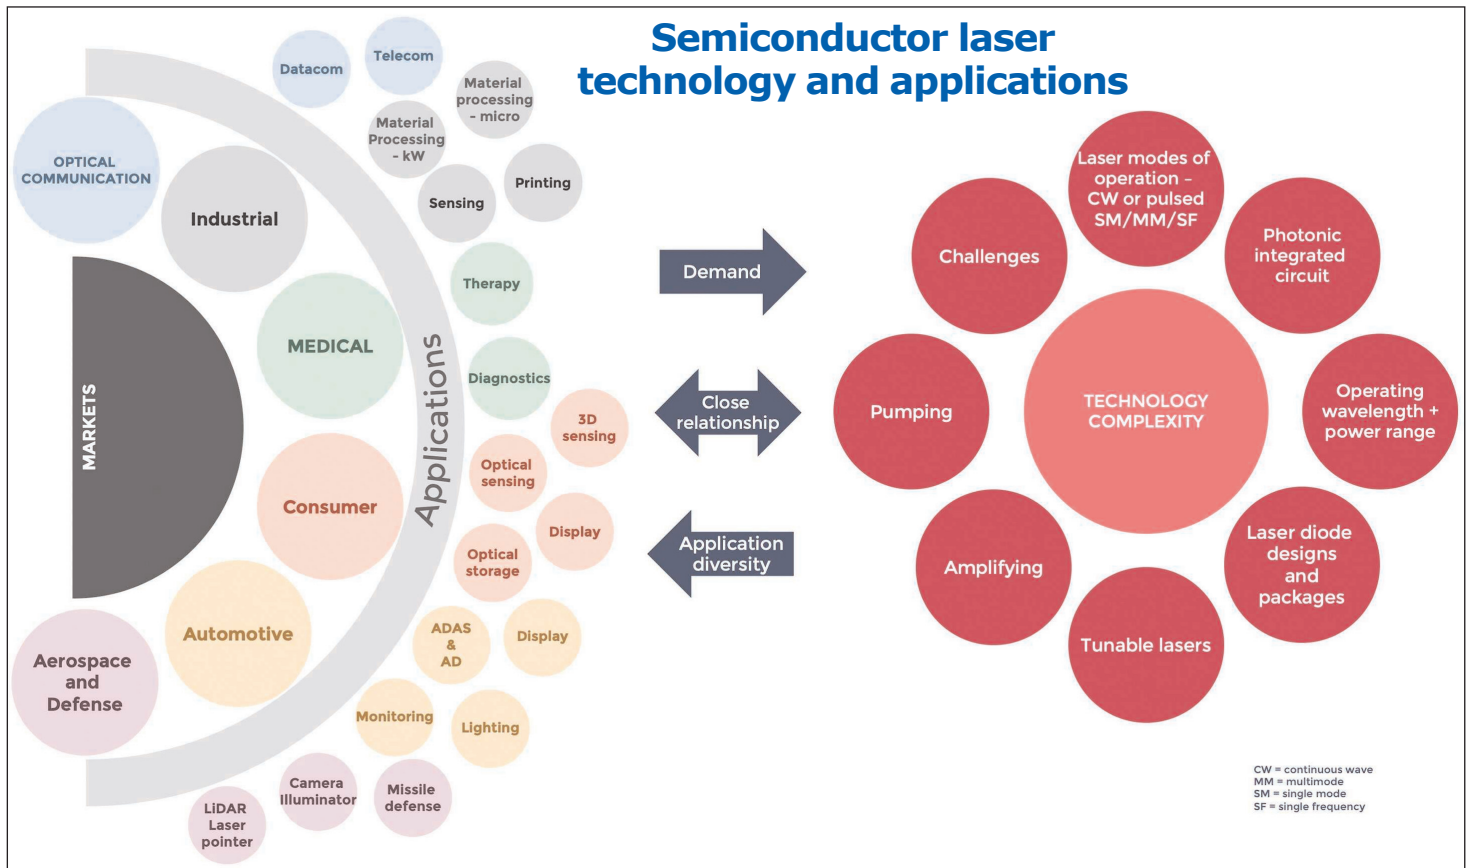 Semiconductor laser
technology and applications
MARKETS
OPTICAL
COMMUNICATION
Industrial
MEDICAL
Consumer
Automotive
Aerospace
and
Defense
Applications
Datacom
Telecom
Material
processing
- micro
Material
Processing
- kW
Printing
Sensing
Therapy
Diagnostics
3D
sensing
Optical
sensing
Display
Optical
storage
ADAS
&
AD
Display
Monitoring
Lighting
Camera
Illuminator
Missile
defense
LiDAR
Laser
pointer
Demand
Close
relationship
Application
diversity
TECHNOLOGY
COMPLEXITY
Laser modes of
operation –
CW or pulsed
SM/MM/SF
Photonic
integrated
circuit
Operating
wavelength +
power range
Laser diode
designs
and
packages
Tunable lasers
Amplifying
Pumping
Challenges
CW = continuous wave
MM = multimode
SM = single mode
SF = single frequency